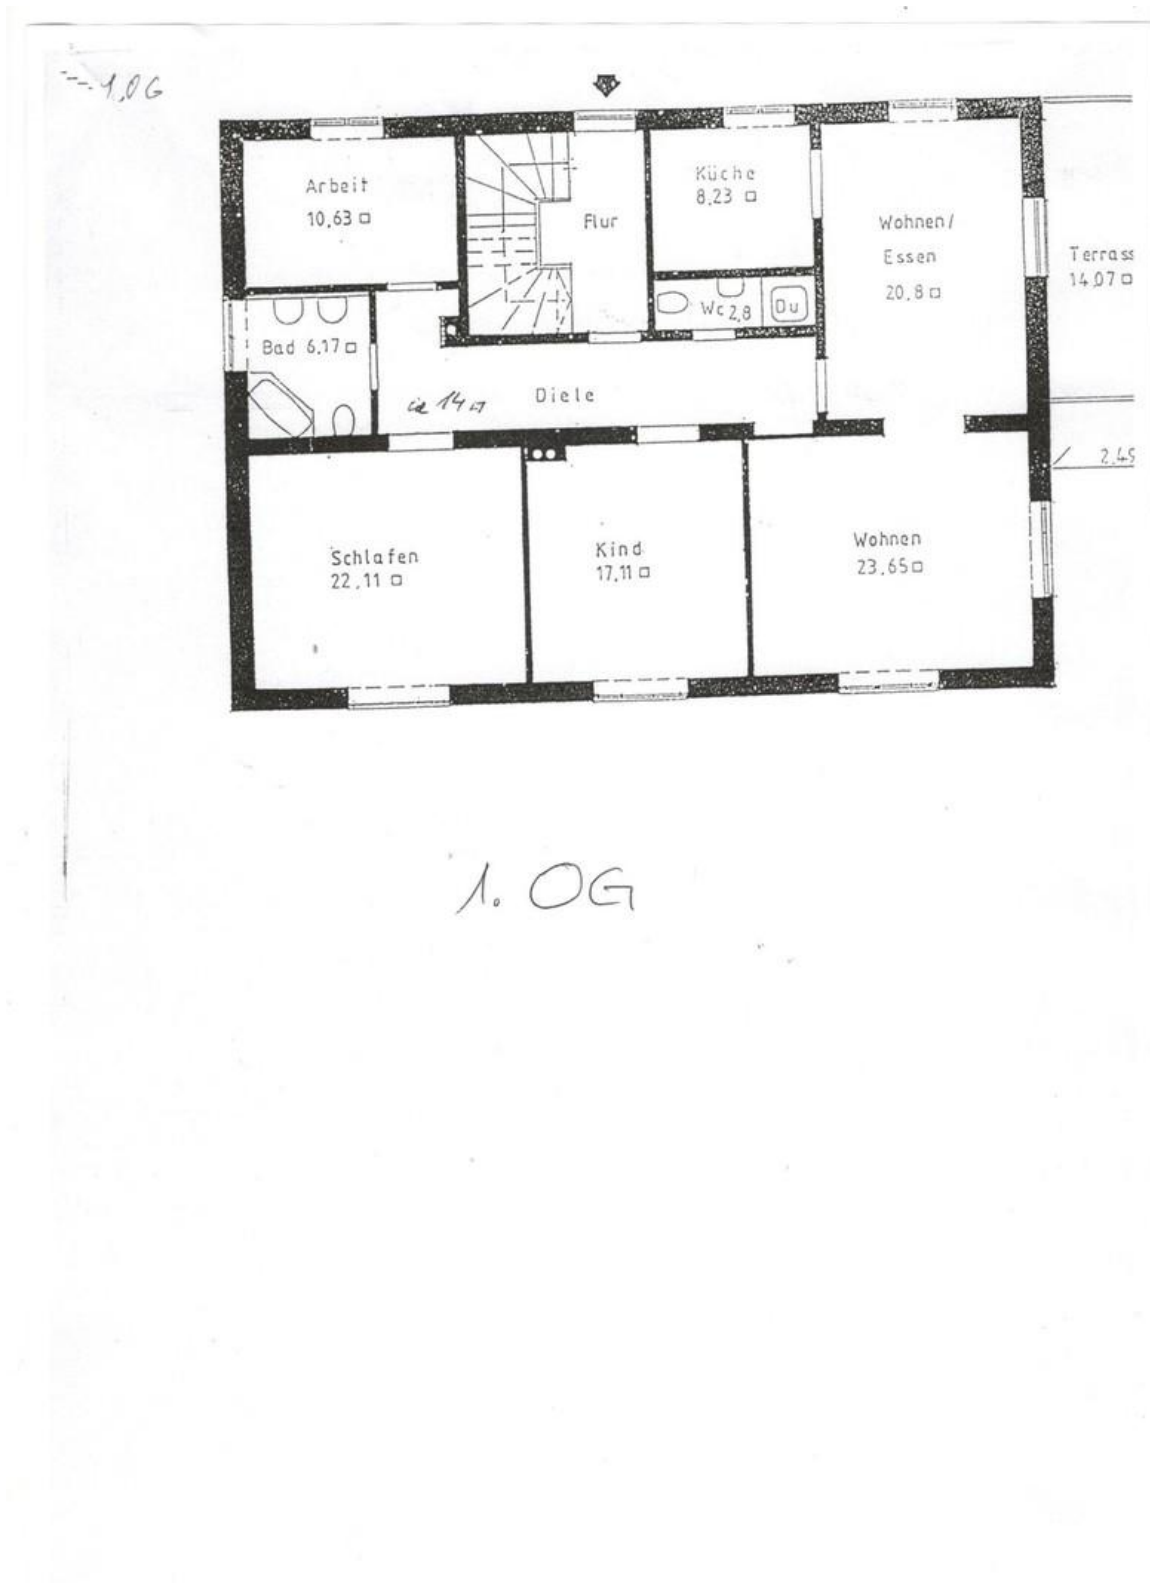 1.OG
Arbeit
10,63 □
Flur
Küche
8,23 □
Wohnen/
Essen
20,8 □
Terrass
14,07 □
Bad 6,17 □
Wc 2,8
Du
Diele
ca 14 □
2.49
Schlafen
22,11 □
Kind
17,11 □
Wohnen
23,65 □
1. OG